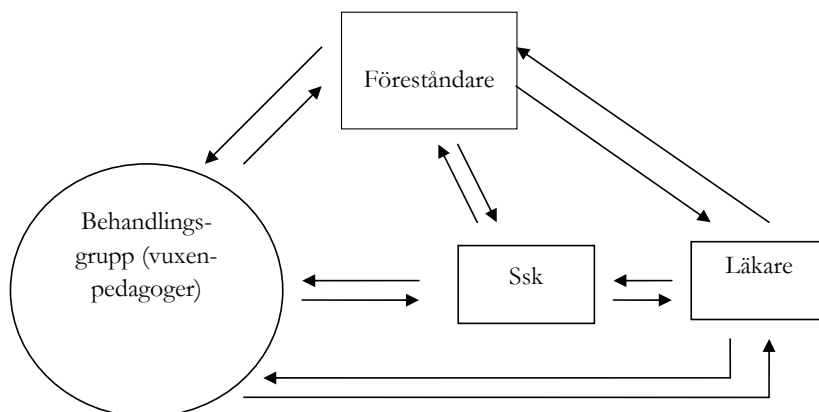 Föreståndare
Behandlings-
grupp (vuxen-
pedagoger)
Ssk
Läkare